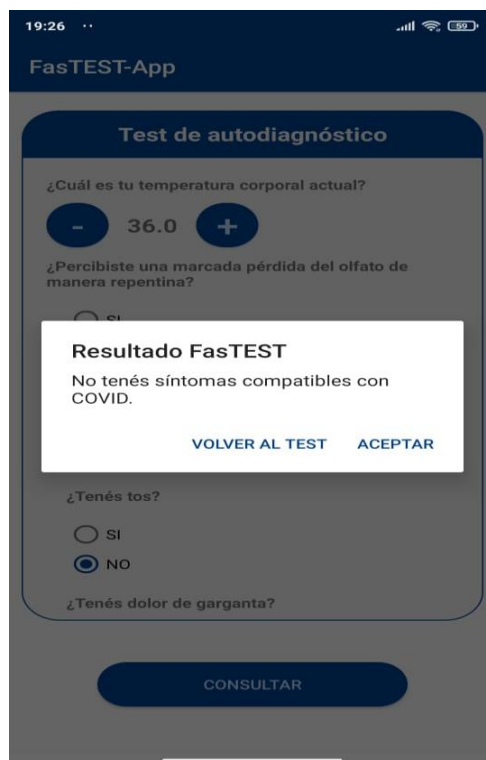 19:26 ··
59
FasTEST-App
Test de autodiagnóstico
¿Cuál es tu temperatura corporal actual?
- 36.0 +
¿Percibiste una marcada pérdida del olfato de
manera repentina?
SI
Resultado FasTEST
No tenés síntomas compatibles con
COVID.
VOLVER AL TEST ACEPTAR
¿Tenés tos?
SI
NO
¿Tenés dolor de garganta?
CONSULTAR